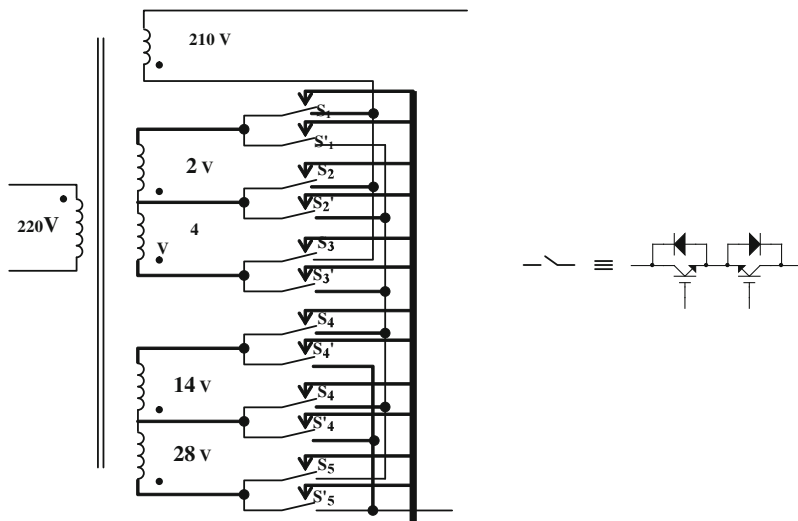 210 V
S₁
S'₁
2 V
S₂
S₂'
220V
4
V
S₃
S₃'
S₄
S₄'
14 V
S₄
S'₄
28 V
S₅
S'₅